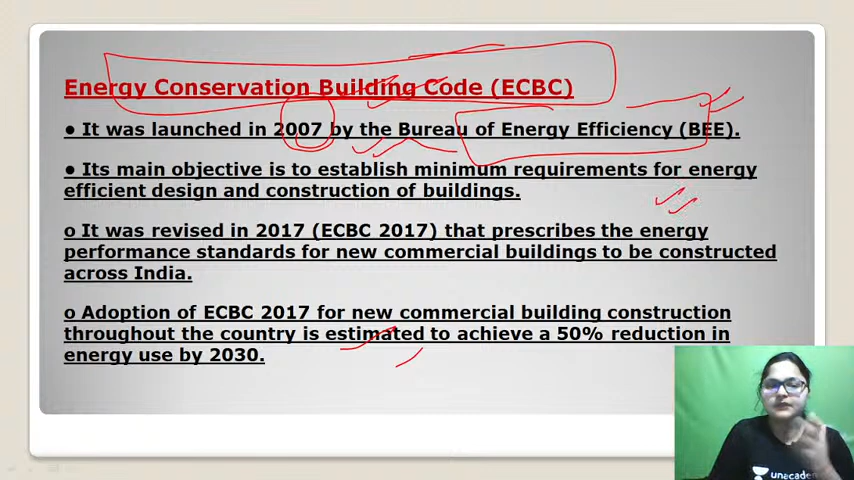 Energy Conservation Building Code (ECBC)
● It was launched in 2007 by the Bureau of Energy Efficiency (BEE).
● Its main objective is to establish minimum requirements for energy
efficient design and construction of buildings.
o It was revised in 2017 (ECBC 2017) that prescribes the energy
performance standards for new commercial buildings to be constructed
across India.
o Adoption of ECBC 2017 for new commercial building construction
throughout the country is estimated to achieve a 50% reduction in
energy use by 2030.